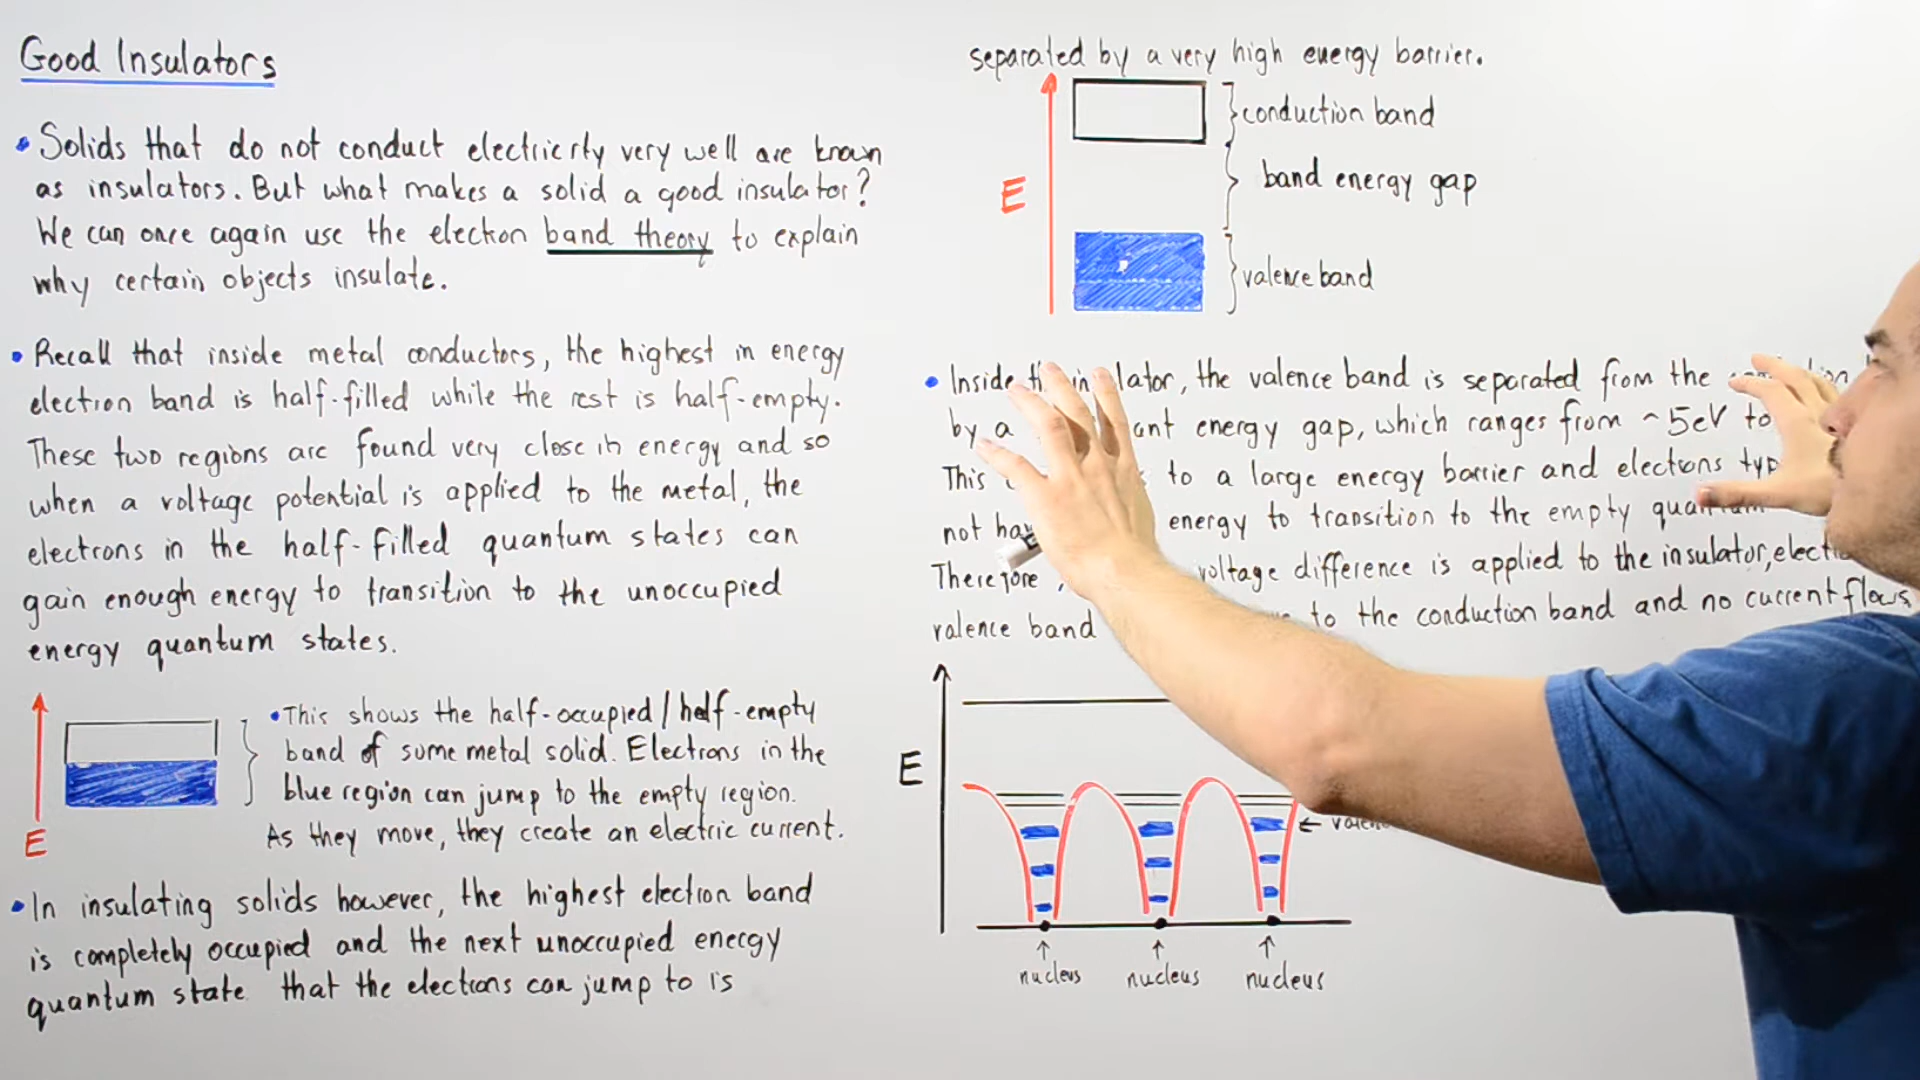 Good Insulators
• Solids that do not conduct electricity very well are known
as insulators. But what makes a solid a good insulator?
We can once again use the electron band theory to explain
why certain objects insulate.
• Recall that inside metal conductors, the highest in energy
electron band is half-filled while the rest is half-empty.
These two regions are found very close in energy and so
when a voltage potential is applied to the metal, the
electrons in the half-filled quantum states can
gain enough energy to transition to the unoccupied
energy quantum states.
E
• This shows the half-occupied/half-empty
band of some metal solid. Electrons in the
blue region can jump to the empty region.
As they move, they create an electric current.
• In insulating solids however, the highest electron band
is completely occupied and the next unoccupied energy
quantum state that the electrons can jump to is
separated by a very high energy barrier.
E
conduction band
band energy gap
valence band
• Inside the lator, the valence band is separated from the
by a ant energy gap, which ranges from ~5eV to
This to a large energy barrier and electrons typ
not energy to transition to the empty quantum
Therefore, voltage difference is applied to the insulator, elect
valence band to the conduction band and no current flows
E
← valen
↑ ↑ ↑
nucleus nucleus nucleus